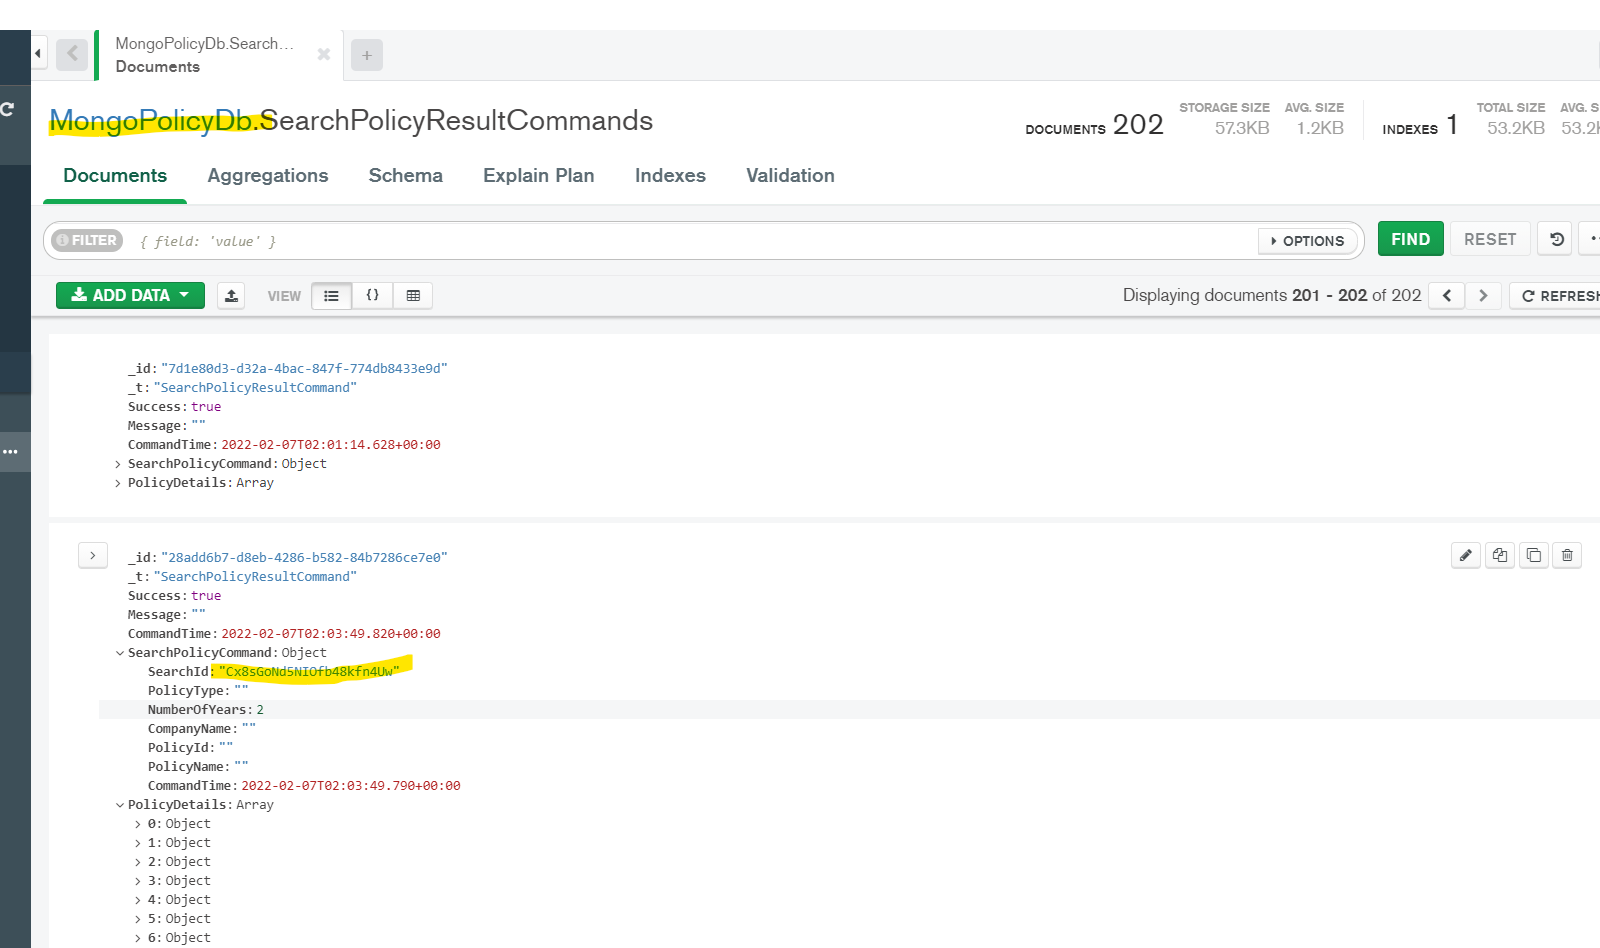 MongoPolicyDb.Search...
Documents
MongoPolicyDb.SearchPolicyResultCommands
DOCUMENTS 202
STORAGE SIZE AVG. SIZE
57.3KB 1.2KB
INDEXES 1
TOTAL SIZE AVG. S
53.2KB 53.2K
Documents Aggregations Schema Explain Plan Indexes Validation
FILTER { field: 'value' } OPTIONS FIND RESET
ADD DATA VIEW {} Displaying documents 201 - 202 of 202 REFRESH
_id: "7d1e80d3-d32a-4bac-847f-774db8433e9d"
_t: "SearchPolicyResultCommand"
Success: true
Message: ""
CommandTime: 2022-02-07T02:01:14.628+00:00
> SearchPolicyCommand: Object
> PolicyDetails: Array
_id: "28add6b7-d8eb-4286-b582-84b7286ce7e0"
_t: "SearchPolicyResultCommand"
Success: true
Message: ""
CommandTime: 2022-02-07T02:03:49.820+00:00
SearchPolicyCommand: Object
SearchId: "Cx8sGoNd5NIOfb48kfn4Uw"
PolicyType: ""
NumberOfYears: 2
CompanyName: ""
PolicyId: ""
PolicyName: ""
CommandTime: 2022-02-07T02:03:49.790+00:00
PolicyDetails: Array
> 0: Object
> 1: Object
> 2: Object
> 3: Object
> 4: Object
> 5: Object
> 6: Object